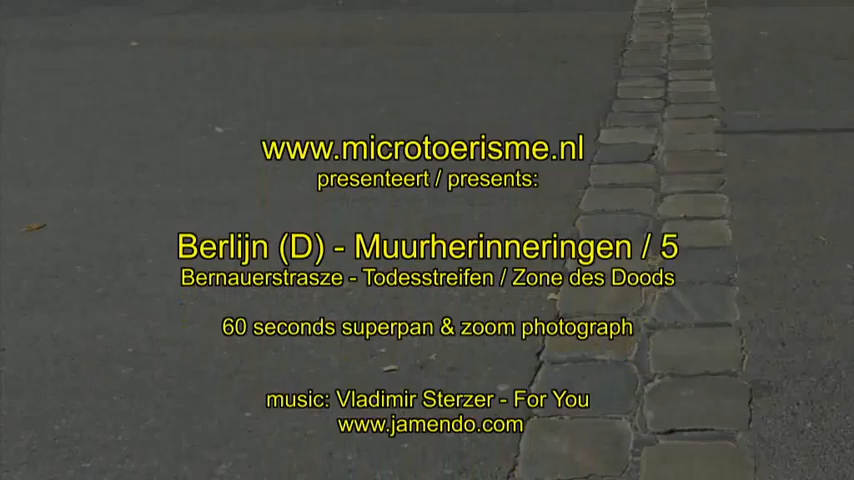 www.microtoerisme.nl
presenteert / presents:
Berlijn (D) - Muurherinneringen / 5
Bernauerstrasze - Todesstreifen / Zone des Doods
60 seconds superpan & zoom photograph
music: Vladimir Sterzer - For You
www.jamendo.com